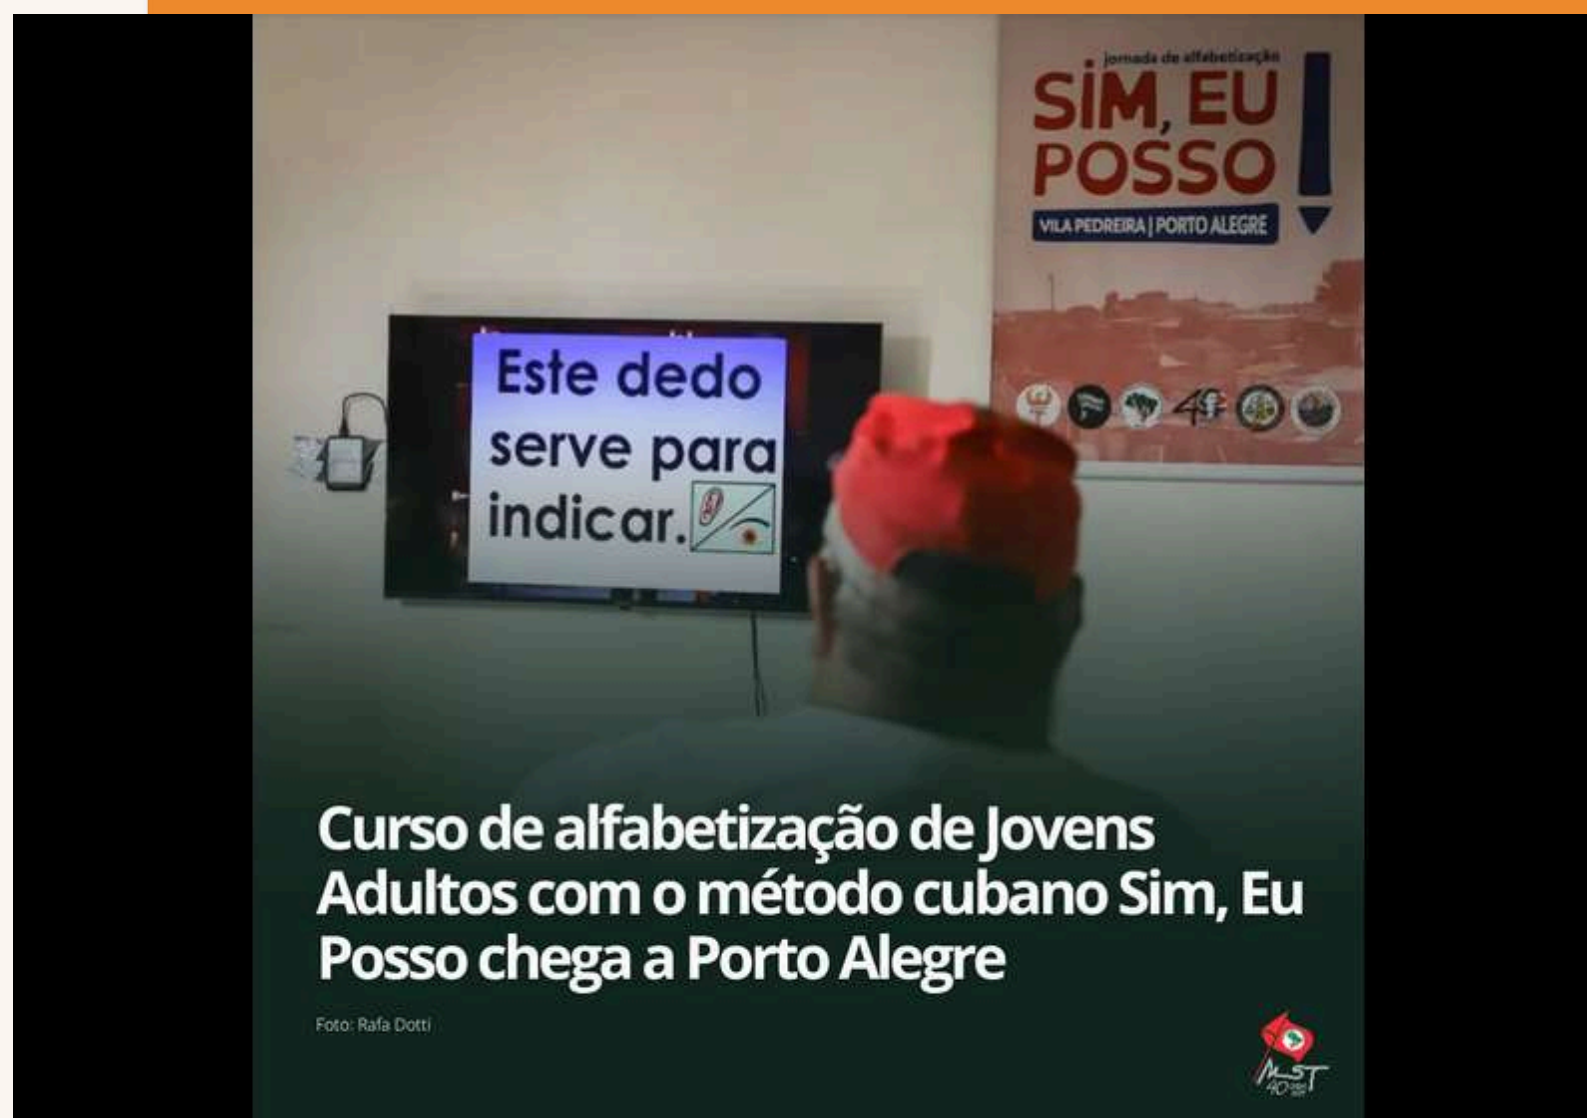 jornada de alfabetização
SIM, EU
POSSO
VILA PEDREIRA | PORTO ALEGRE
Este dedo
serve para
indicar.
Curso de alfabetização de Jovens
Adultos com o método cubano Sim, Eu
Posso chega a Porto Alegre
Foto: Rafa Dotti
MST
40